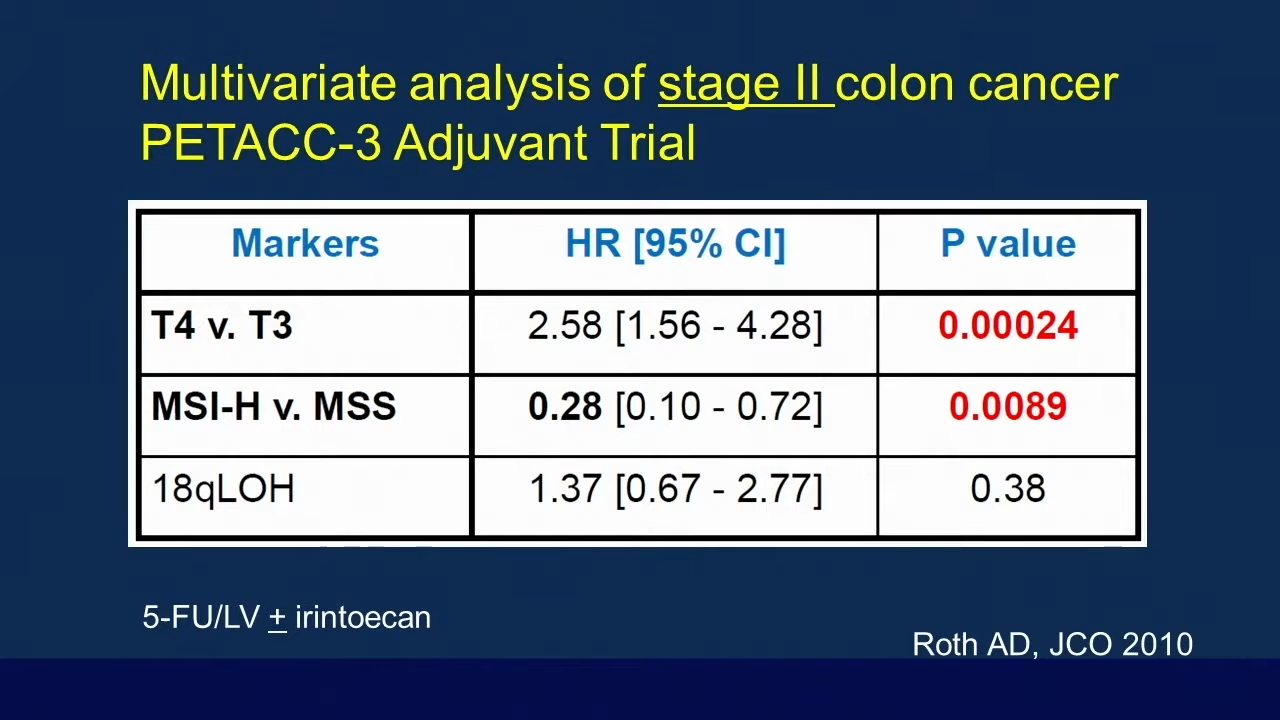 Multivariate analysis of stage II colon cancer
PETACC-3 Adjuvant Trial
Markers HR [95% CI] P value
T4 v. T3 2.58 [1.56 - 4.28] 0.00024
MSI-H v. MSS 0.28 [0.10 - 0.72] 0.0089
18qLOH 1.37 [0.67 - 2.77] 0.38
5-FU/LV ± irintoecan
Roth AD, JCO 2010